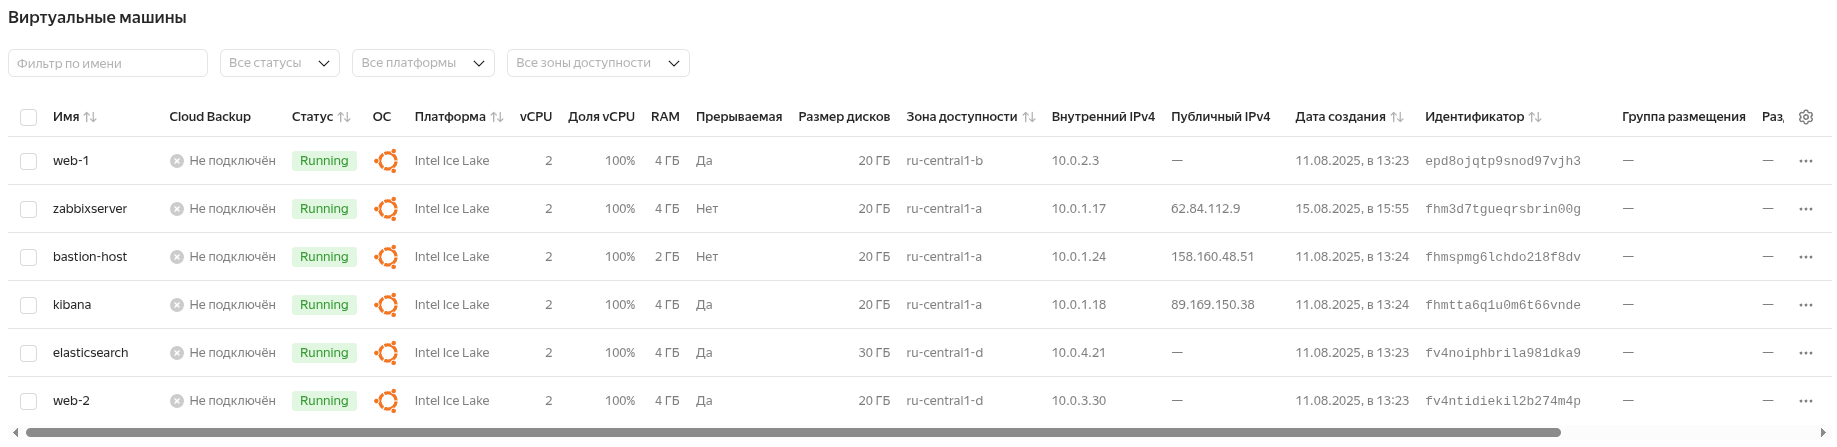 Виртуальные машины
Фильтр по имени Все статусы Все платформы Все зоны доступности
Имя Cloud Backup Статус ОС Платформа vCPU Доля vCPU RAM Прерываемая Размер дисков Зона доступности Внутренний IPv4 Публичный IPv4 Дата создания Идентификатор Группа размещения Раз
web-1 Не подключён Running Intel Ice Lake 2 100% 4 ГБ Да 20 ГБ ru-central1-b 10.0.2.3 — 11.08.2025, в 13:23 epd8ojqtp9snod97vjh3 — —
zabbixserver Не подключён Running Intel Ice Lake 2 100% 4 ГБ Нет 20 ГБ ru-central1-a 10.0.1.17 62.84.112.9 15.08.2025, в 15:55 fhm3d7tgueqrsbrin00g — —
bastion-host Не подключён Running Intel Ice Lake 2 100% 2 ГБ Нет 20 ГБ ru-central1-a 10.0.1.24 158.160.48.51 11.08.2025, в 13:24 fhmspmg6lchdo218f8dv — —
kibana Не подключён Running Intel Ice Lake 2 100% 4 ГБ Да 20 ГБ ru-central1-a 10.0.1.18 89.169.150.38 11.08.2025, в 13:24 fhmtta6q1u0m6t66vnde — —
elasticsearch Не подключён Running Intel Ice Lake 2 100% 4 ГБ Да 30 ГБ ru-central1-d 10.0.4.21 — 11.08.2025, в 13:23 fv4noiphbrila981dka9 — —
web-2 Не подключён Running Intel Ice Lake 2 100% 4 ГБ Да 20 ГБ ru-central1-d 10.0.3.30 — 11.08.2025, в 13:23 fv4ntidiekil2b274m4p — —